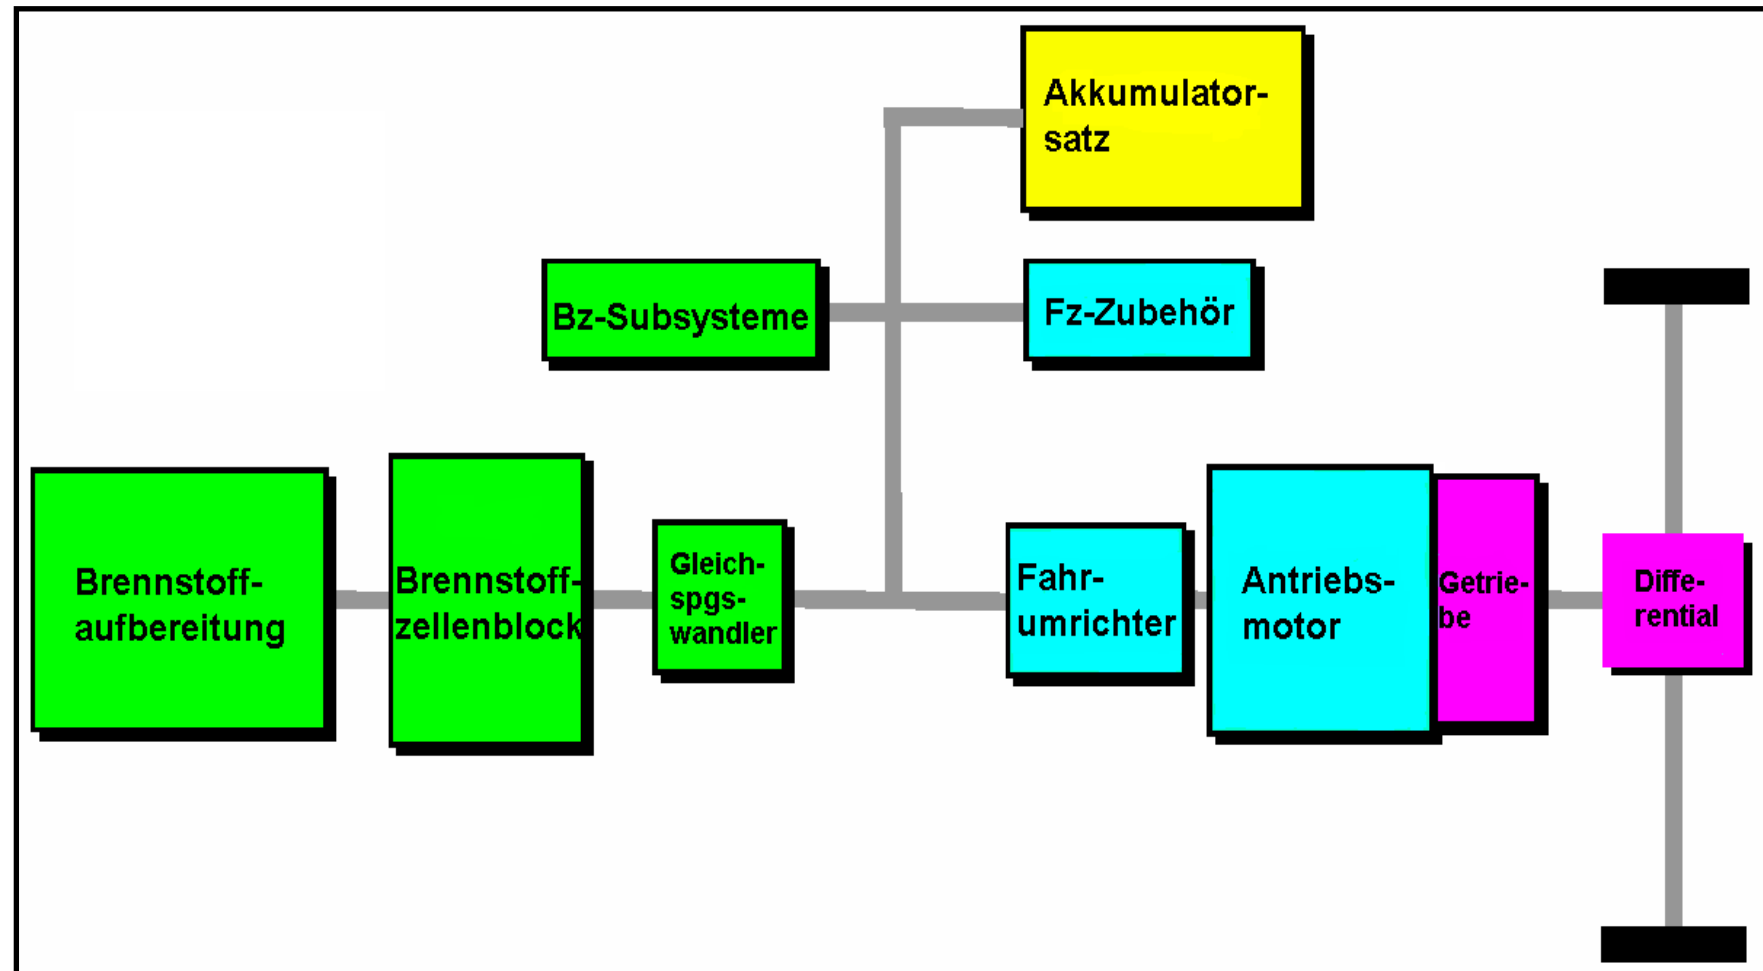 Akkumulator-
satz
Bz-Subsysteme
Fz-Zubehör
Brennstoff-
aufbereitung
Brennstoff-
zellenblock
Gleich-
spgs-
wandler
Fahr-
umrichter
Antriebs-
motor
Getrie-
be
Diffe-
rential